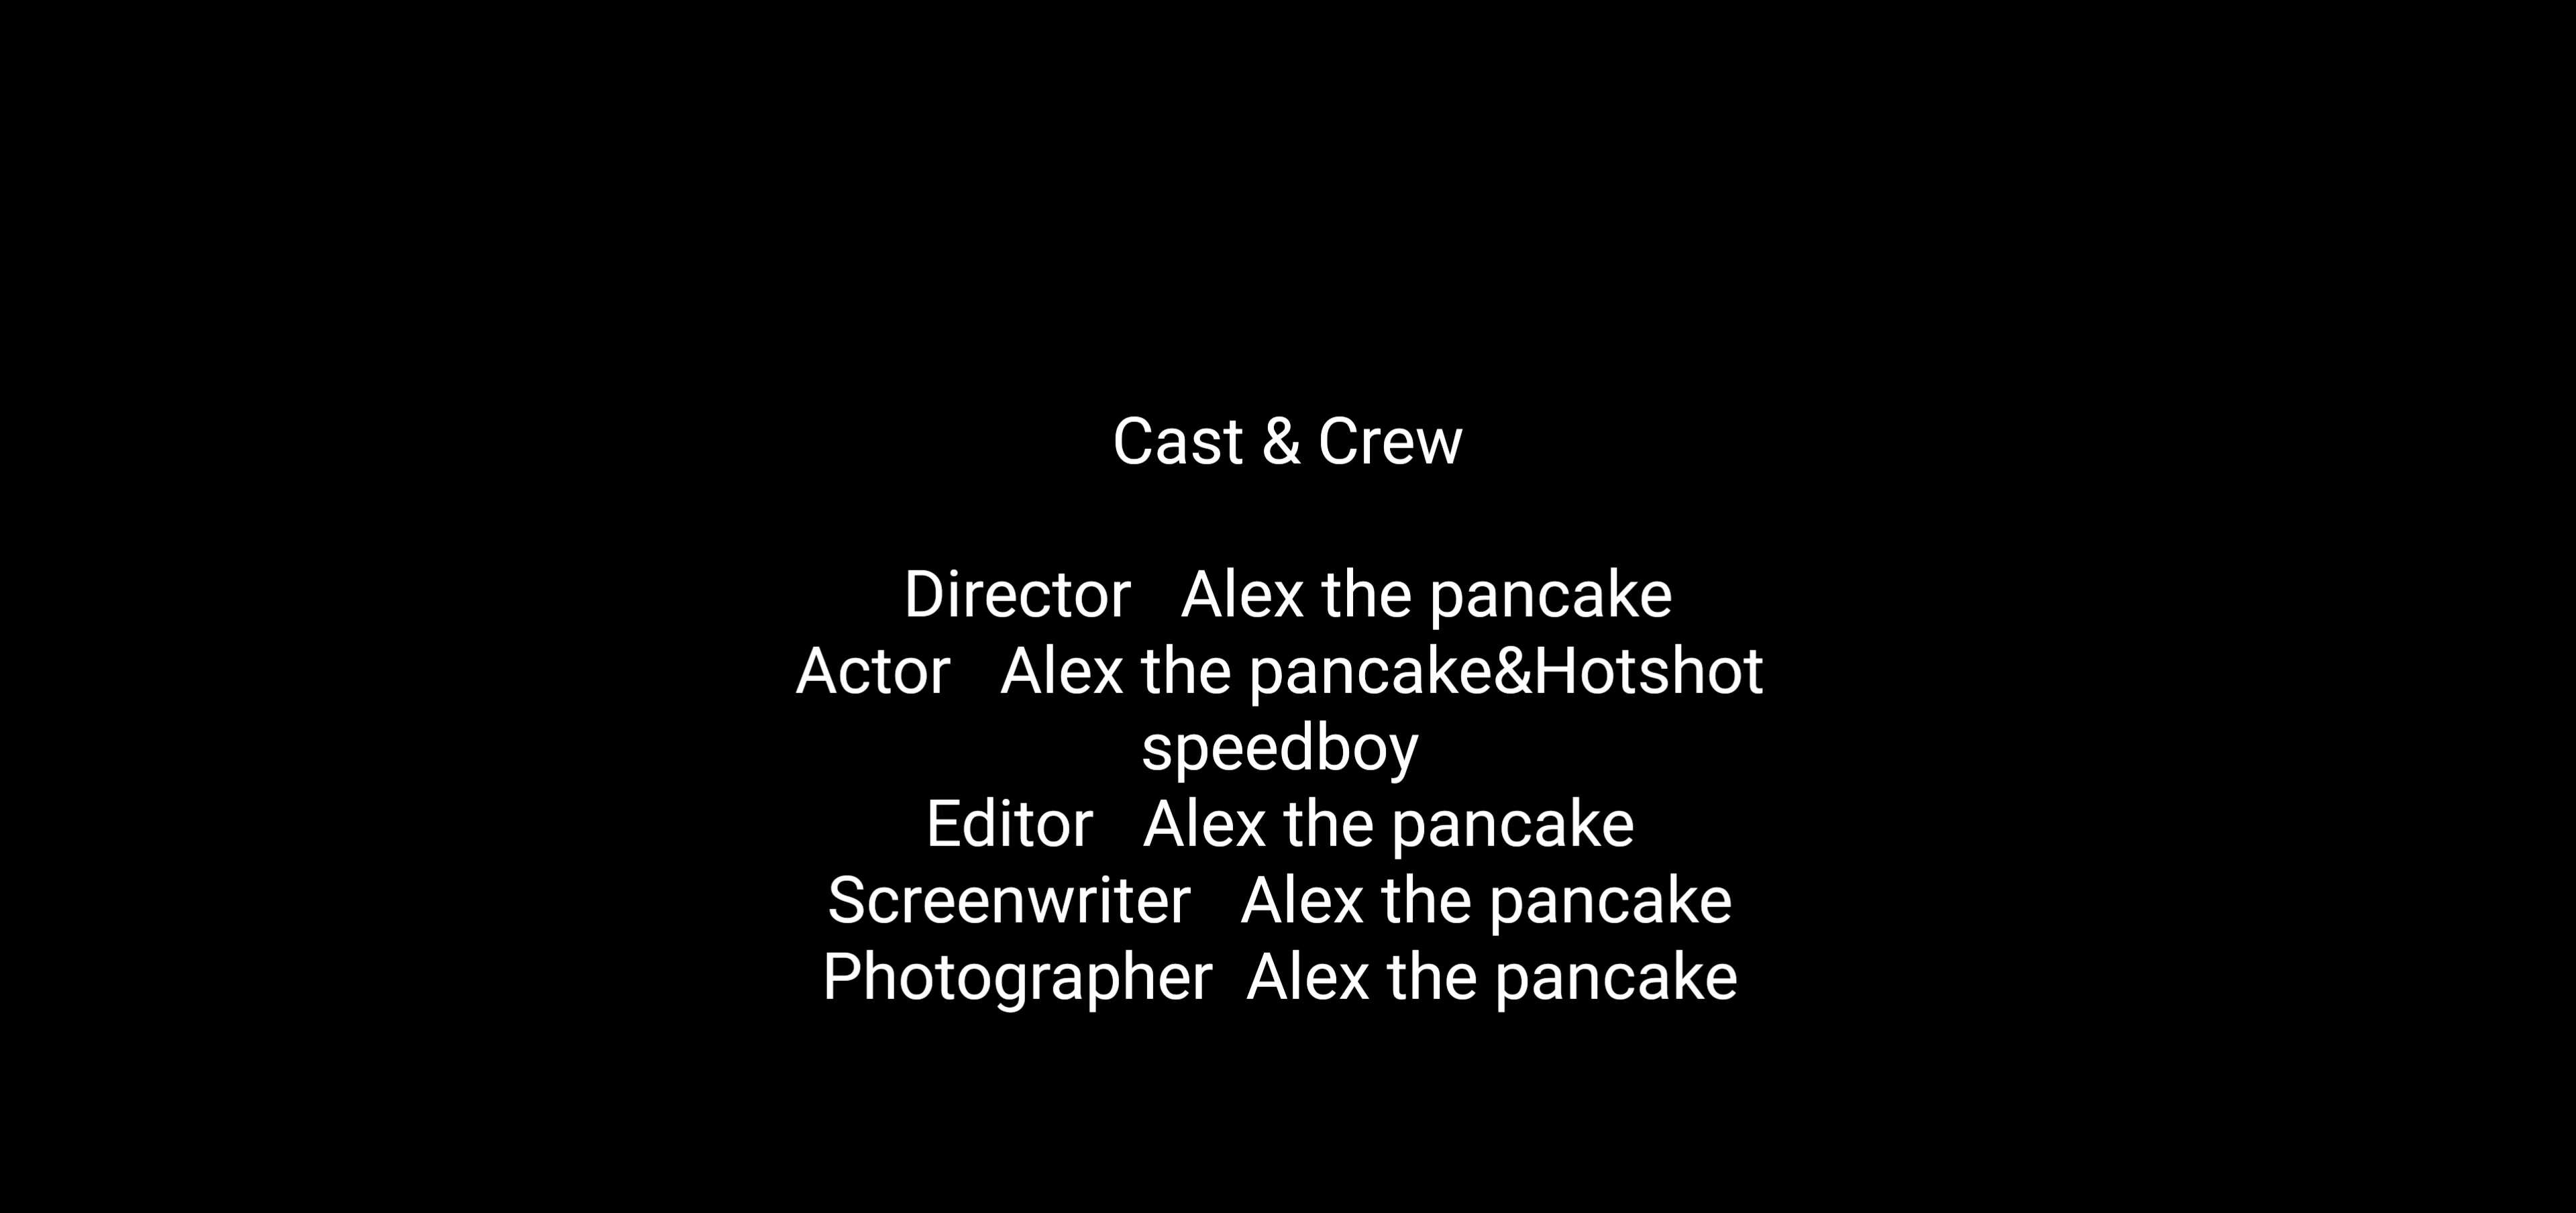 Cast & Crew
Director Alex the pancake
Actor Alex the pancake&Hotshot
speedboy
Editor Alex the pancake
Screenwriter Alex the pancake
Photographer Alex the pancake